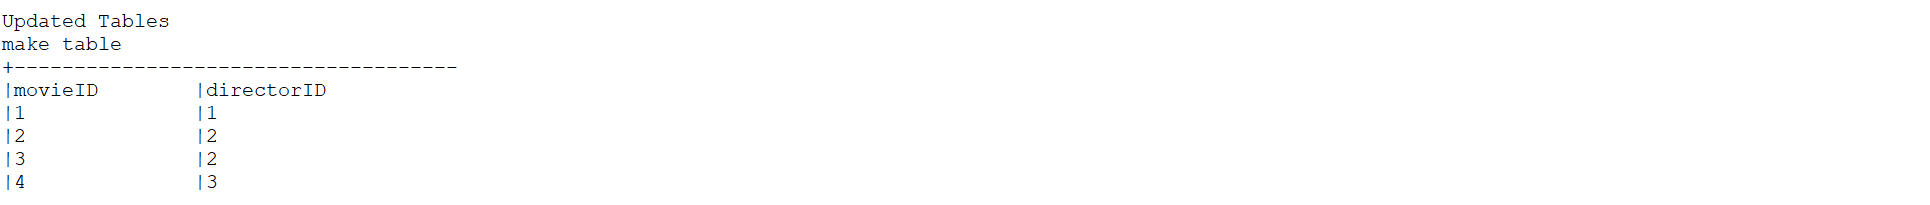 Updated Tables
make table
+-------------------------------------
|movieID        |directorID
|1              |1
|2              |2
|3              |2
|4              |3